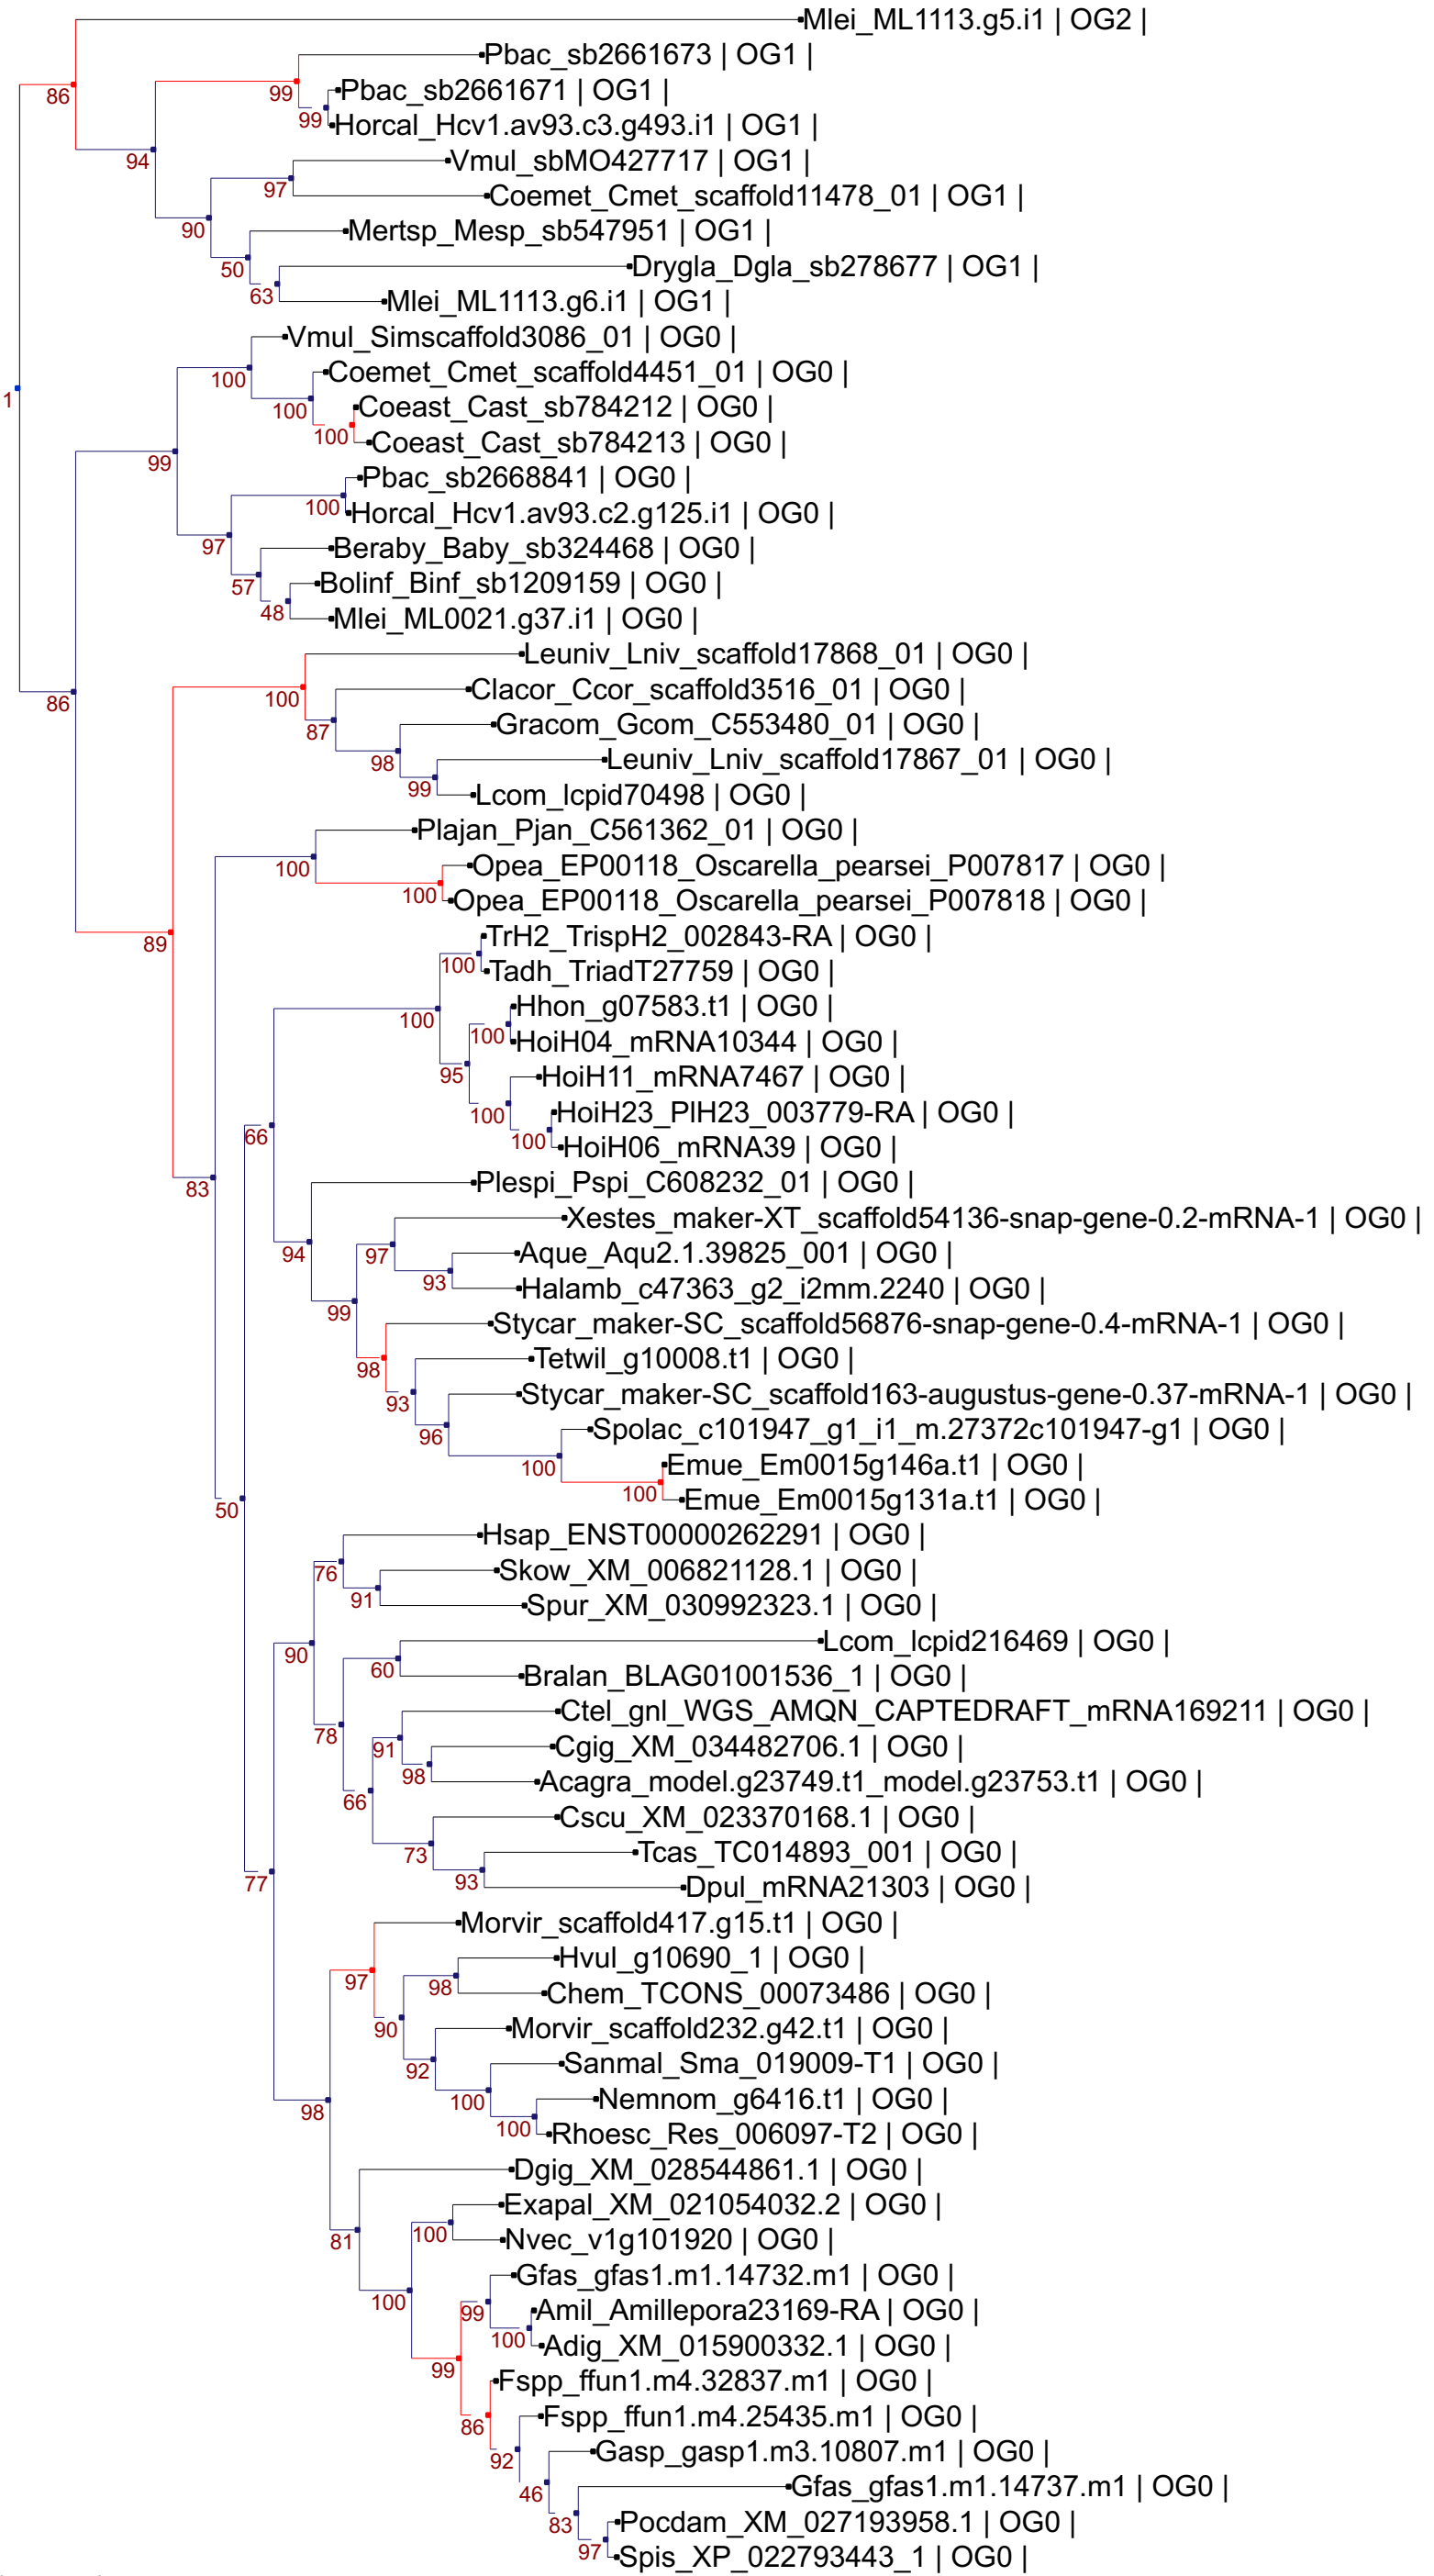 Mlei_ML1113.g5.i1 | OG2 |
Pbac_sb2661673 | OG1 |
86
99
Pbac_sb2661671 | OG1 |
99
Horcal_Hcv1.av93.c3.g493.i1 | OG1 |
94
Vmul_sbMO427717 | OG1 |
97
Coemet_Cmet_scaffold11478_01 | OG1 |
90
Mertsp_Mesp_sb547951 | OG1 |
50
Drygla_Dgla_sb278677 | OG1 |
63
Mlei_ML1113.g6.i1 | OG1 |
Vmul_Simscaffold3086_01 | OG0 |
100
Coemet_Cmet_scaffold4451_01 | OG0 |
1
100
Coeast_Cast_sb784212 | OG0 |
100
Coeast_Cast_sb784213 | OG0 |
99
Pbac_sb2668841 | OG0 |
100
Horcal_Hcv1.av93.c2.g125.i1 | OG0 |
97
Beraby_Baby_sb324468 | OG0 |
57
Bolinf_Binf_sb1209159 | OG0 |
48
Mlei_ML0021.g37.i1 | OG0 |
Leuniv_Lniv_scaffold17868_01 | OG0 |
86
100
Clacor_Ccor_scaffold3516_01 | OG0 |
87
Gracom_Gcom_C553480_01 | OG0 |
98
Leuniv_Lniv_scaffold17867_01 | OG0 |
99
Lcom_lcpid70498 | OG0 |
Plajan_Pjan_C561362_01 | OG0 |
100
Opea_EP00118_Oscarella_pearsei_P007817 | OG0 |
100
Opea_EP00118_Oscarella_pearsei_P007818 | OG0 |
89
TrH2_TrispH2_002843-RA | OG0 |
100
Tadh_TriadT27759 | OG0 |
Hhon_g07583.t1 | OG0 |
100
100
HoiH04_mRNA10344 | OG0 |
95
HoiH11_mRNA7467 | OG0 |
100
HoiH23_PlH23_003779-RA | OG0 |
66
100
HoiH06_mRNA39 | OG0 |
83
Plespi_Pspi_C608232_01 | OG0 |
Xestes_maker-XT_scaffold54136-snap-gene-0.2-mRNA-1 | OG0 |
94
97
Aque_Aqu2.1.39825_001 | OG0 |
93
Halamb_c47363_g2_i2mm.2240 | OG0 |
99
Stycar_maker-SC_scaffold56876-snap-gene-0.4-mRNA-1 | OG0 |
98
Tetwil_g10008.t1 | OG0 |
93
Stycar_maker-SC_scaffold163-augustus-gene-0.37-mRNA-1 | OG0 |
96
Spolac_c101947_g1_i1_m.27372c101947-g1 | OG0 |
100
Emue_Em0015g146a.t1 | OG0 |
100
Emue_Em0015g131a.t1 | OG0 |
50
Hsap_ENST00000262291 | OG0 |
76
Skow_XM_006821128.1 | OG0 |
91
Spur_XM_030992323.1 | OG0 |
90
Lcom_lcpid216469 | OG0 |
60
Bralan_BLAG01001536_1 | OG0 |
78
Ctel_gnl_WGS_AMQN_CAPTEDRAFT_mRNA169211 | OG0 |
91
Cgig_XM_034482706.1 | OG0 |
98
Acagra_model.g23749.t1_model.g23753.t1 | OG0 |
66
Cscu_XM_023370168.1 | OG0 |
73
Tcas_TC014893_001 | OG0 |
93
77
Dpul_mRNA21303 | OG0 |
Morvir_scaffold417.g15.t1 | OG0 |
Hvul_g10690_1 | OG0 |
97
98
Chem_TCONS_00073486 | OG0 |
90
Morvir_scaffold232.g42.t1 | OG0 |
92
Sanmal_Sma_019009-T1 | OG0 |
100
Nemnom_g6416.t1 | OG0 |
98
100
Rhoesc_Res_006097-T2 | OG0 |
Dgig_XM_028544861.1 | OG0 |
Exapal_XM_021054032.2 | OG0 |
81
100
Nvec_v1g101920 | OG0 |
Gfas_gfas1.m1.14732.m1 | OG0 |
100
99
Amil_Amillepora23169-RA | OG0 |
100
Adig_XM_015900332.1 | OG0 |
99
Fspp_ffun1.m4.32837.m1 | OG0 |
86
Fspp_ffun1.m4.25435.m1 | OG0 |
92
Gasp_gasp1.m3.10807.m1 | OG0 |
46
Gfas_gfas1.m1.14737.m1 | OG0 |
83
Pocdam_XM_027193958.1 | OG0 |
97
Spis_XP_022793443_1 | OG0 |